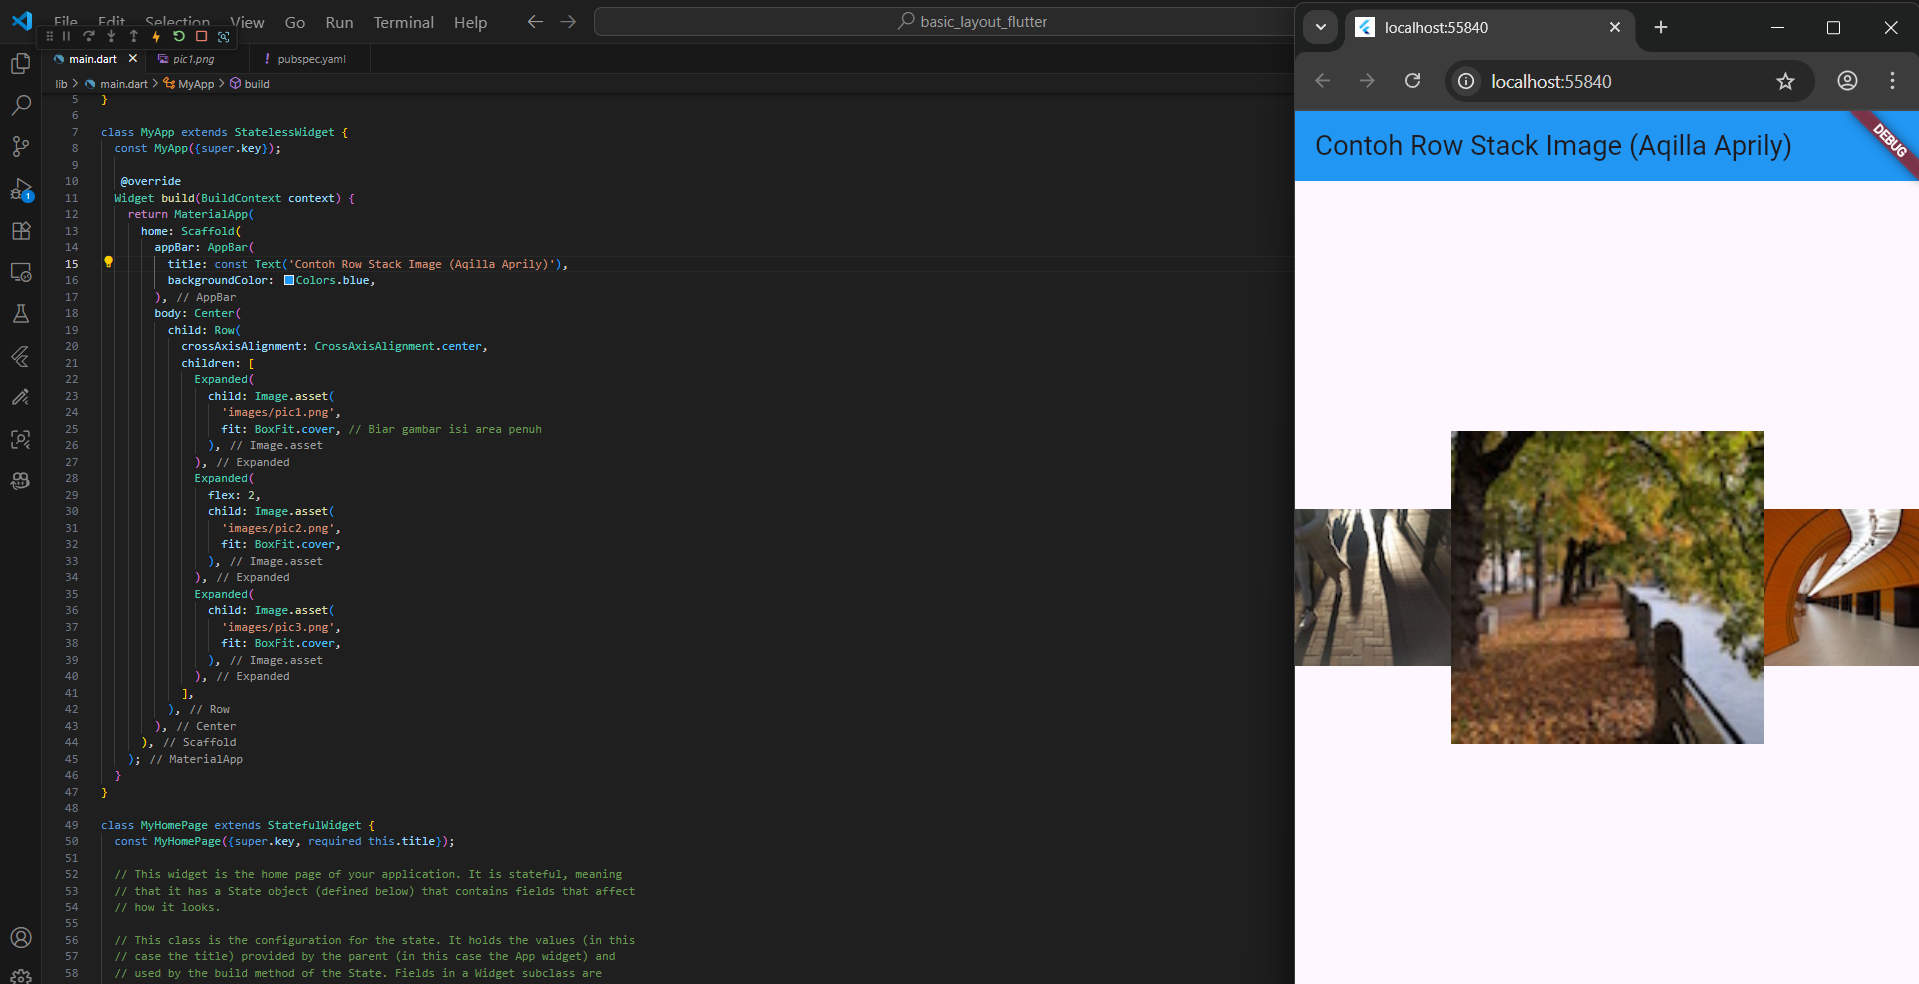 File Edit Selection View Go Run Terminal Help
basic_layout_flutter
main.dart
pic1.png
pubspec.yaml
lib > main.dart > MyApp > build
1
5 }
6
7 class MyApp extends StatelessWidget {
8 const MyApp({super.key});
9
10 @override
11 Widget build(BuildContext context) {
12 return MaterialApp(
13 home: Scaffold(
14 appBar: AppBar(
15 title: const Text('Contoh Row Stack Image (Aqilla Aprily)'),
16 backgroundColor: Colors.blue,
17 ), // AppBar
18 body: Center(
19 child: Row(
20 crossAxisAlignment: CrossAxisAlignment.center,
21 children: [
22 Expanded(
23 child: Image.asset(
24 'images/pic1.png',
25 fit: BoxFit.cover, // Biar gambar isi area penuh
26 ), // Image.asset
27 ), // Expanded
28 Expanded(
29 flex: 2,
30 child: Image.asset(
31 'images/pic2.png',
32 fit: BoxFit.cover,
33 ), // Image.asset
34 ), // Expanded
35 Expanded(
36 child: Image.asset(
37 'images/pic3.png',
38 fit: BoxFit.cover,
39 ), // Image.asset
40 ), // Expanded
41 ],
42 ), // Row
43 ), // Center
44 ), // Scaffold
45 ); // MaterialApp
46 }
47 }
48
49 class MyHomePage extends StatefulWidget {
50 const MyHomePage({super.key, required this.title});
51
52 // This widget is the home page of your application. It is stateful, meaning
53 // that it has a State object (defined below) that contains fields that affect
54 // how it looks.
55
56 // This class is the configuration for the state. It holds the values (in this
57 // case the title) provided by the parent (in this case the App widget) and
58 // used by the build method of the State. Fields in a Widget subclass are
localhost:55840
localhost:55840
Contoh Row Stack Image (Aqilla Aprily)
DEBUG